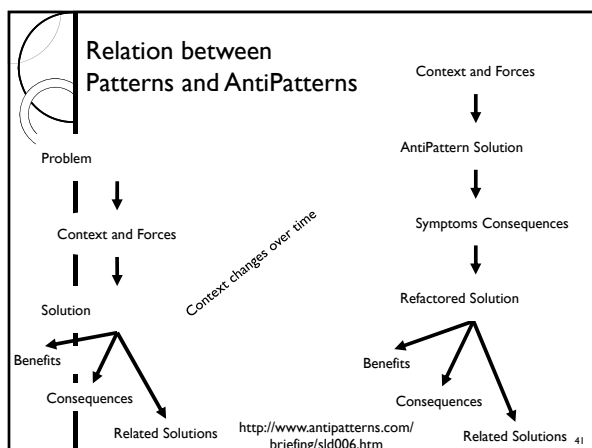 Relation between
Patterns and AntiPatterns
Problem
Context and Forces
Solution
Benefits
Consequences
Related Solutions
Context changes over time
Context and Forces
AntiPattern Solution
Symptoms Consequences
Refactored Solution
Benefits
Consequences
Related Solutions
http://www.antipatterns.com/
briefing/sld006.htm
41